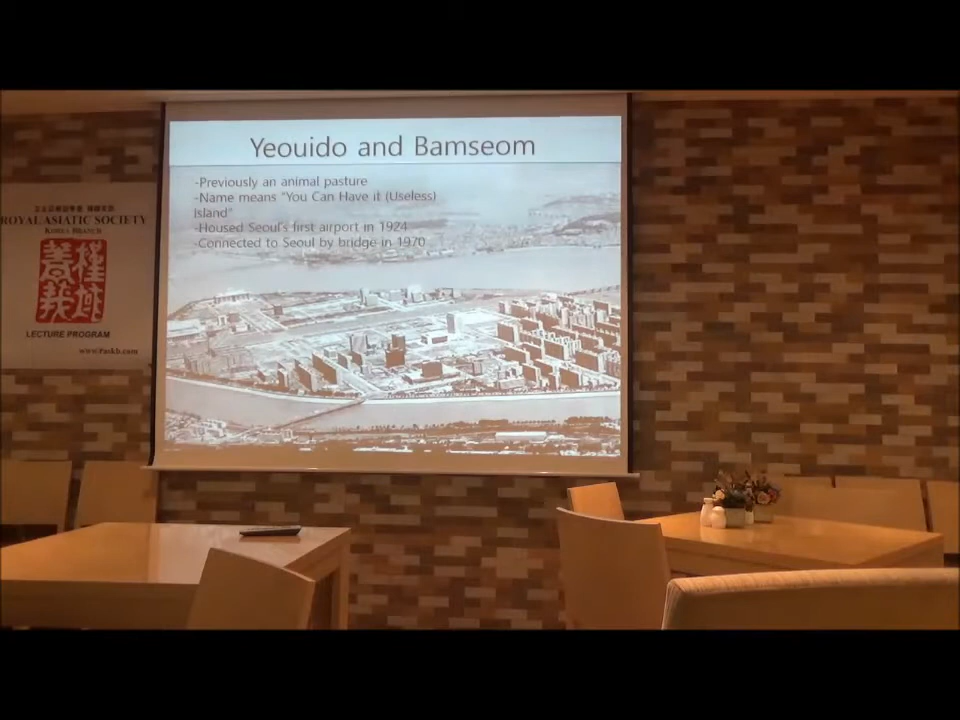 Yeouido and Bamseom
-Previously an animal pasture
-Name means "You Can Have it (Useless)
Island"
-Housed Seoul's first airport in 1924
-Connected to Seoul by bridge in 1970
ROYAL ASIATIC SOCIETY
KOREA BRANCH
LECTURE PROGRAM